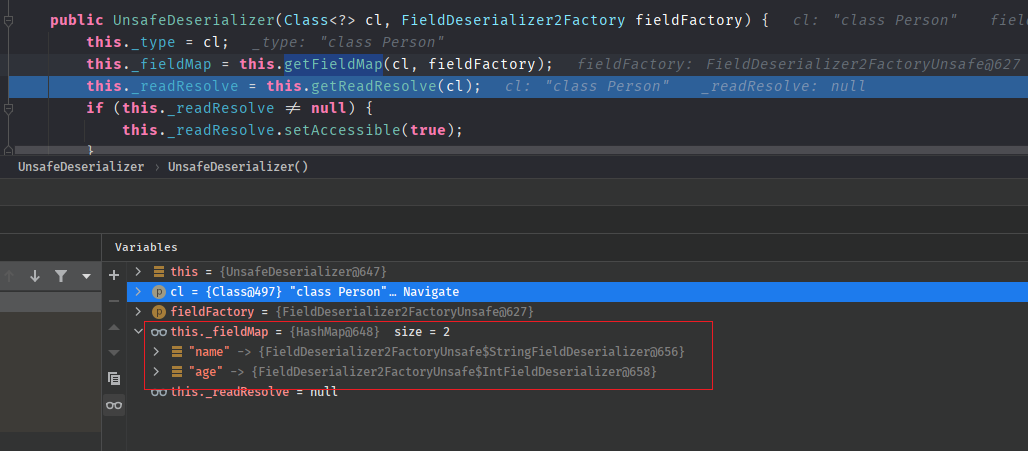 public UnsafeDeserializer(Class<?> cl, FieldDeserializer2Factory fieldFactory) {   cl: "class Person"   fiel
this._type = cl;   _type: "class Person"
this._fieldMap = this.getFieldMap(cl, fieldFactory);   fieldFactory: FieldDeserializer2FactoryUnsafe@627
this._readResolve = this.getReadResolve(cl);   cl: "class Person"   _readResolve: null
if (this._readResolve ≠ null) {
this._readResolve.setAccessible(true);
}
UnsafeDeserializer › UnsafeDeserializer()
Variables
this = {UnsafeDeserializer@647}
p cl = {Class@497} "class Person"… Navigate
p fieldFactory = {FieldDeserializer2FactoryUnsafe@627}
this._fieldMap = {HashMap@648}  size = 2
"name" -> {FieldDeserializer2FactoryUnsafe$StringFieldDeserializer@656}
"age" -> {FieldDeserializer2FactoryUnsafe$IntFieldDeserializer@658}
this._readResolve = null